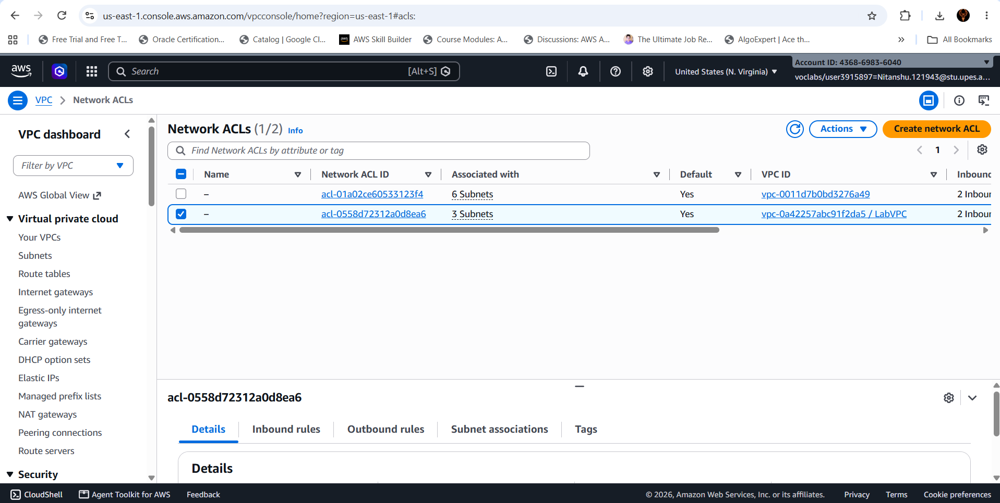 us-east-1.console.aws.amazon.com/vpcconsole/home?region=us-east-1#acls:
Free Trial and Free T...
Oracle Certification...
Catalog | Google Cl...
aws
AWS Skill Builder
Course Modules: A...
Discussions: AWS A...
The Ultimate Job Re...
AlgoExpert | Ace th...
»
All Bookmarks
aws
Search
[Alt+S]
United States (N. Virginia)
Account ID: 4368-6983-6040
voclabs/user3915897=Nitanshu.121943@stu.upes.a...
VPC
Network ACLs
VPC dashboard
Filter by VPC
AWS Global View
Virtual private cloud
Your VPCs
Subnets
Route tables
Internet gateways
Egress-only internet
gateways
Carrier gateways
DHCP option sets
Elastic IPs
Managed prefix lists
NAT gateways
Peering connections
Route servers
Security
Network ACLs (1/2) Info
Actions
Create network ACL
Find Network ACLs by attribute or tag
1
Name Network ACL ID Associated with Default VPC ID Inbounc
– acl-01a02ce60533123f4 6 Subnets Yes vpc-0011d7b0bd3276a49 2 Inbour
– acl-0558d72312a0d8ea6 3 Subnets Yes vpc-0a42257abc91f2da5 / LabVPC 2 Inbour
acl-0558d72312a0d8ea6
Details Inbound rules Outbound rules Subnet associations Tags
Details
CloudShell
Agent Toolkit for AWS
Feedback
© 2026, Amazon Web Services, Inc. or its affiliates.
Privacy
Terms
Cookie preferences